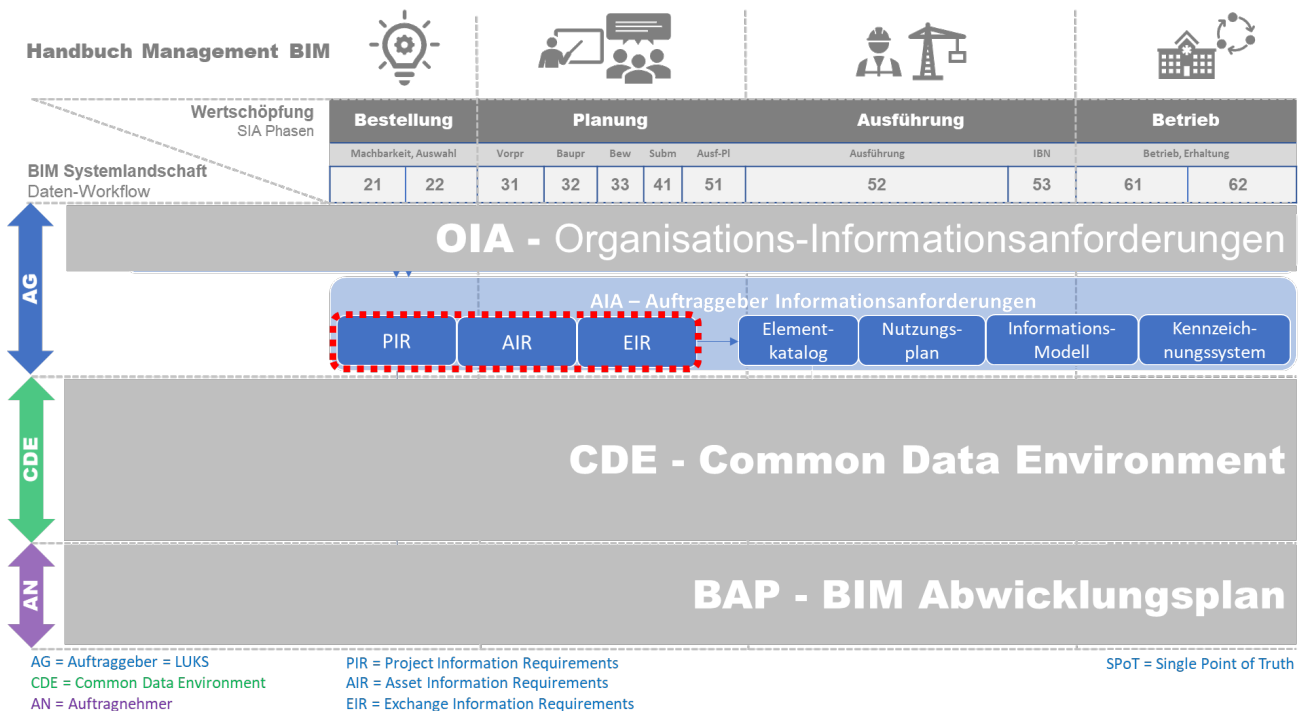 Handbuch Management BIM
Wertschöpfung
SIA Phasen
BIM Systemlandschaft
Daten-Workflow
Bestellung Planung Ausführung Betrieb
Machbarkeit, Auswahl Vorpr Baupr Bew Subm Ausf-Pl Ausführung IBN Betrieb, Erhaltung
21 22 31 32 33 41 51 52 53 61 62
AG
OIA - Organisations-Informationsanforderungen
AIA – Auftraggeber Informationsanforderungen
PIR
AIR
EIR
Element-
katalog
Nutzungs-
plan
Informations-
Modell
Kennzeich-
nungssystem
CDE
CDE - Common Data Environment
AN
BAP - BIM Abwicklungsplan
AG = Auftraggeber = LUKS
CDE = Common Data Environment
AN = Auftragnehmer
PIR = Project Information Requirements
AIR = Asset Information Requirements
EIR = Exchange Information Requirements
SPoT = Single Point of Truth